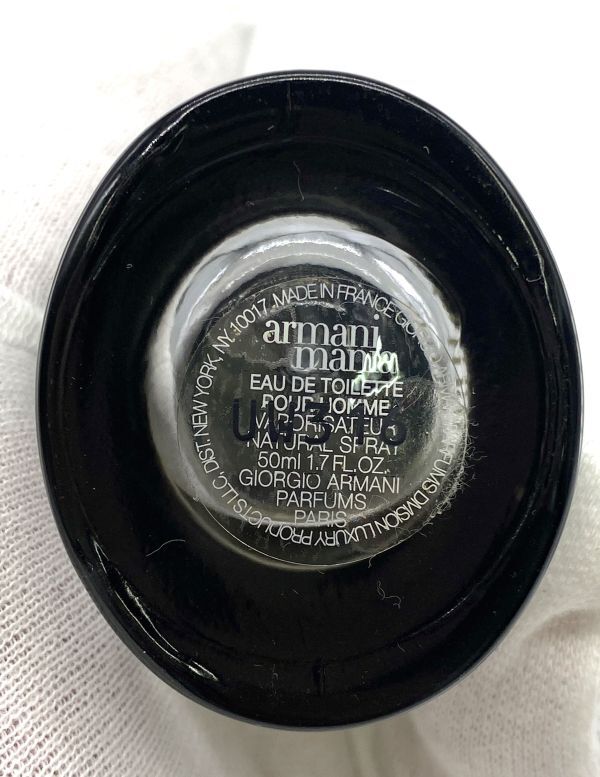 armani
mania
EAU DE TOILETTE
POUR HOMME
VAPORISATEUR
NATURAL SPRAY
50ml 1.7 FL.OZ.
GIORGIO ARMANI
PARFUMS
PARIS
PARFUMS DIVISION LUXURY PRODUCTS LLC, DIST. NEW YORK, NY. 10017. MADE IN FRANCE